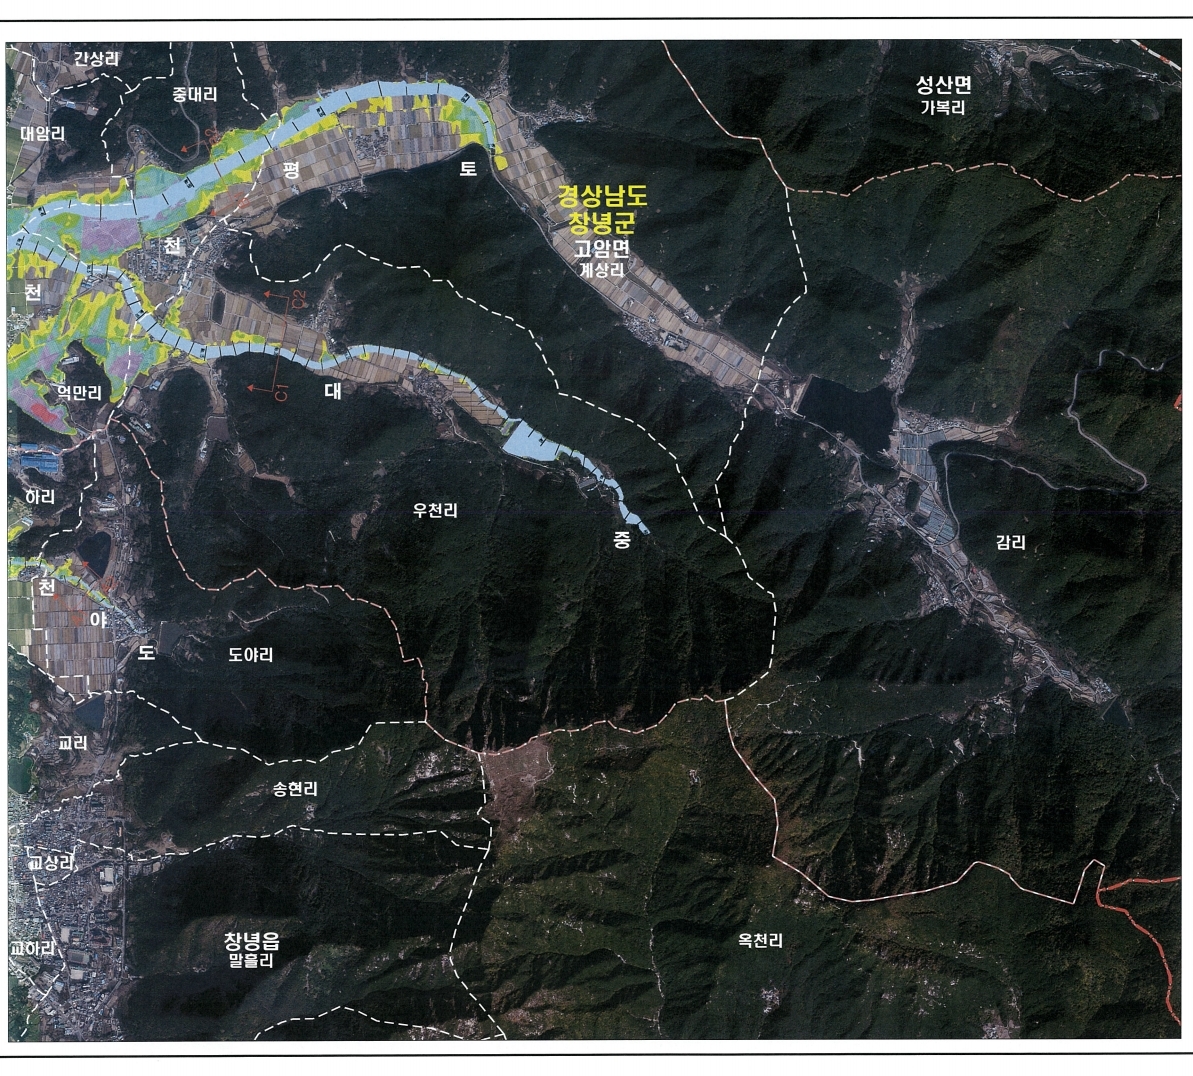 간상리
중대리
대암리
성산면
가복리
평
토
경상남도
창녕군
고암면
계상리
천
천
C2
대
C1
억만리
하리
우천리
중
감리
천
야
도
도야리
교리
송현리
교상리
교하리
창녕읍
말흘리
옥천리